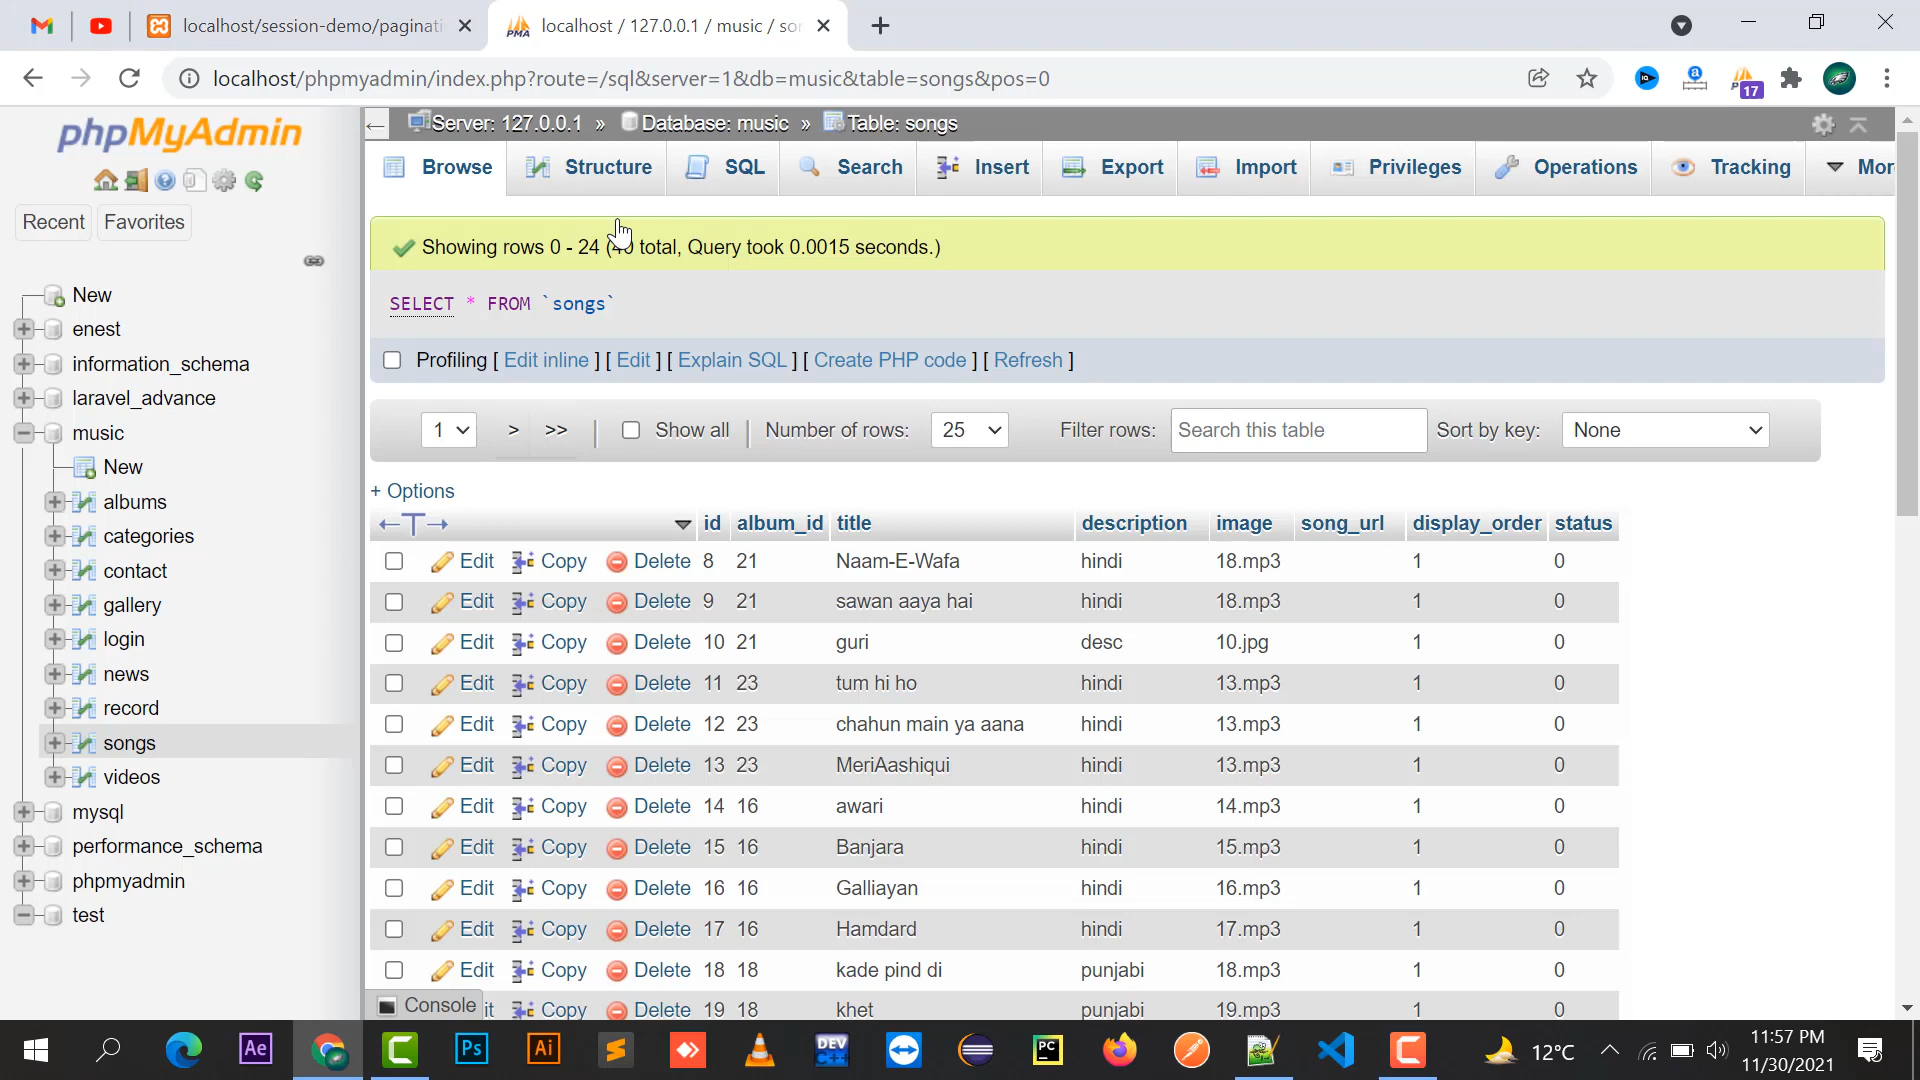 localhost/session-demo/paginati
localhost / 127.0.0.1 / music / so
localhost/phpmyadmin/index.php?route=/sql&server=1&db=music&table=songs&pos=0
17
phpMyAdmin
Recent Favorites
New
enest
information_schema
laravel_advance
music
New
albums
categories
contact
gallery
login
news
record
songs
videos
mysql
performance_schema
phpmyadmin
test
Server: 127.0.0.1 » Database: music » Table: songs
Browse Structure SQL Search Insert Export Import Privileges Operations Tracking Mor
Showing rows 0 - 24 ( total, Query took 0.0015 seconds.)
SELECT * FROM `songs`
Profiling [ Edit inline ] [ Edit ] [ Explain SQL ] [ Create PHP code ] [ Refresh ]
1 > >> | Show all | Number of rows: 25 Filter rows: Search this table Sort by key: None
+ Options
←T→ id album_id title description image song_url display_order status
Edit Copy Delete 8 21 Naam-E-Wafa hindi 18.mp3 1 0
Edit Copy Delete 9 21 sawan aaya hai hindi 18.mp3 1 0
Edit Copy Delete 10 21 guri desc 10.jpg 1 0
Edit Copy Delete 11 23 tum hi ho hindi 13.mp3 1 0
Edit Copy Delete 12 23 chahun main ya aana hindi 13.mp3 1 0
Edit Copy Delete 13 23 MeriAashiqui hindi 13.mp3 1 0
Edit Copy Delete 14 16 awari hindi 14.mp3 1 0
Edit Copy Delete 15 16 Banjara hindi 15.mp3 1 0
Edit Copy Delete 16 16 Galliayan hindi 16.mp3 1 0
Edit Copy Delete 17 16 Hamdard hindi 17.mp3 1 0
Edit Copy Delete 18 18 kade pind di punjabi 18.mp3 1 0
Console it Copy Delete 19 18 khet punjabi 19.mp3 1 0
Ae Ps Ai DEV C++ PC 12°C 11:57 PM
11/30/2021